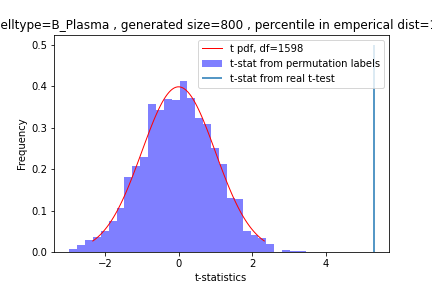 elltype=B_Plasma , generated size=800 , percentile in emperical dist=1
t pdf, df=1598
t-stat from permutation labels
t-stat from real t-test
Frequency
0.5
0.4
0.3
0.2
0.1
0.0
−2
0
2
4
t-statistics